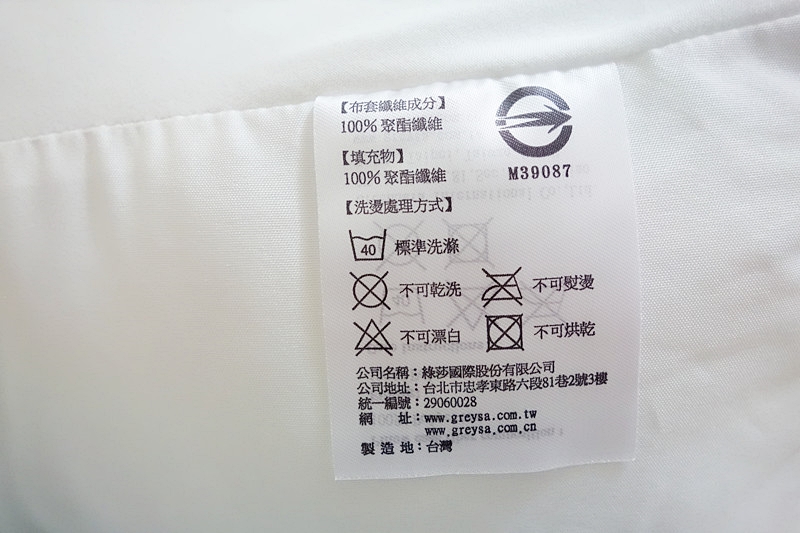 【布套纖維成分】
100% 聚酯纖維
【填充物】
100% 聚酯纖維
M39087
【洗燙處理方式】
40 標準洗滌
不可乾洗 不可熨燙
不可漂白 不可烘乾
公司名稱：綠莎國際股份有限公司
公司地址：台北市忠孝東路六段81巷2號3樓
統一編號：29060028
網 址：www.greysa.com.tw
www.greysa.com.cn
製 造 地：台灣